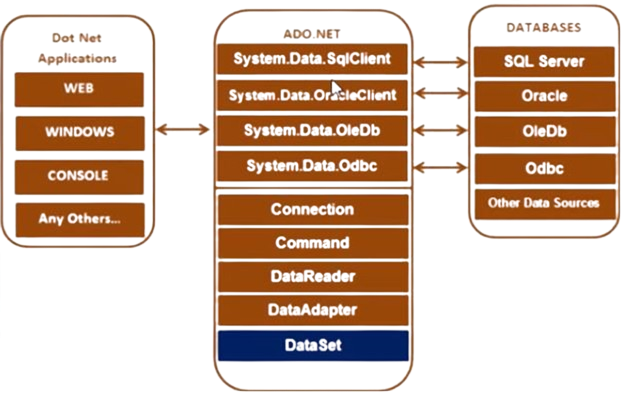 Dot Net
Applications
WEB
WINDOWS
CONSOLE
Any Others...
ADO.NET
System.Data.SqlClient
System.Data.OracleClient
System.Data.OleDb
System.Data.Odbc
Connection
Command
DataReader
DataAdapter
DataSet
DATABASES
SQL Server
Oracle
OleDb
Odbc
Other Data Sources